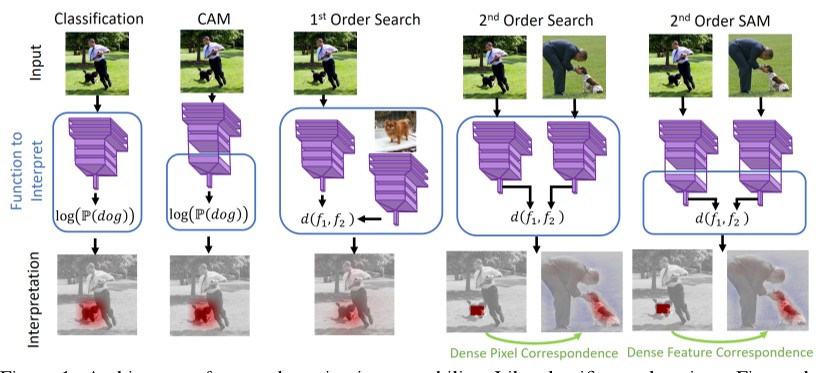 Classification
CAM
1st Order Search
2nd Order Search
2nd Order SAM
Input
Function to
Interpret
log(ℙ(dog))
log(ℙ(dog))
d(f₁,f₂)
d(f₁,f₂)
d(f₁,f₂)
Interpretation
Dense Pixel Correspondence
Dense Feature Correspondence